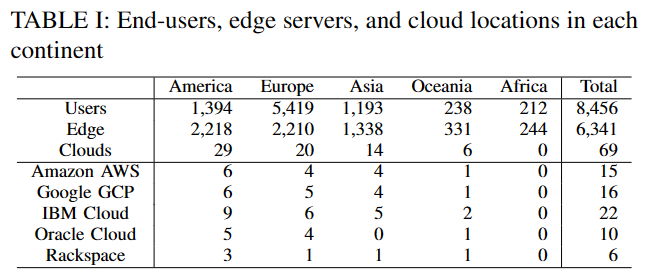 TABLE I: End-users, edge servers, and cloud locations in each
continent
America Europe Asia Oceania Africa Total
Users 1,394 5,419 1,193 238 212 8,456
Edge 2,218 2,210 1,338 331 244 6,341
Clouds 29 20 14 6 0 69
Amazon AWS 6 4 4 1 0 15
Google GCP 6 5 4 1 0 16
IBM Cloud 9 6 5 2 0 22
Oracle Cloud 5 4 0 1 0 10
Rackspace 3 1 1 1 0 6